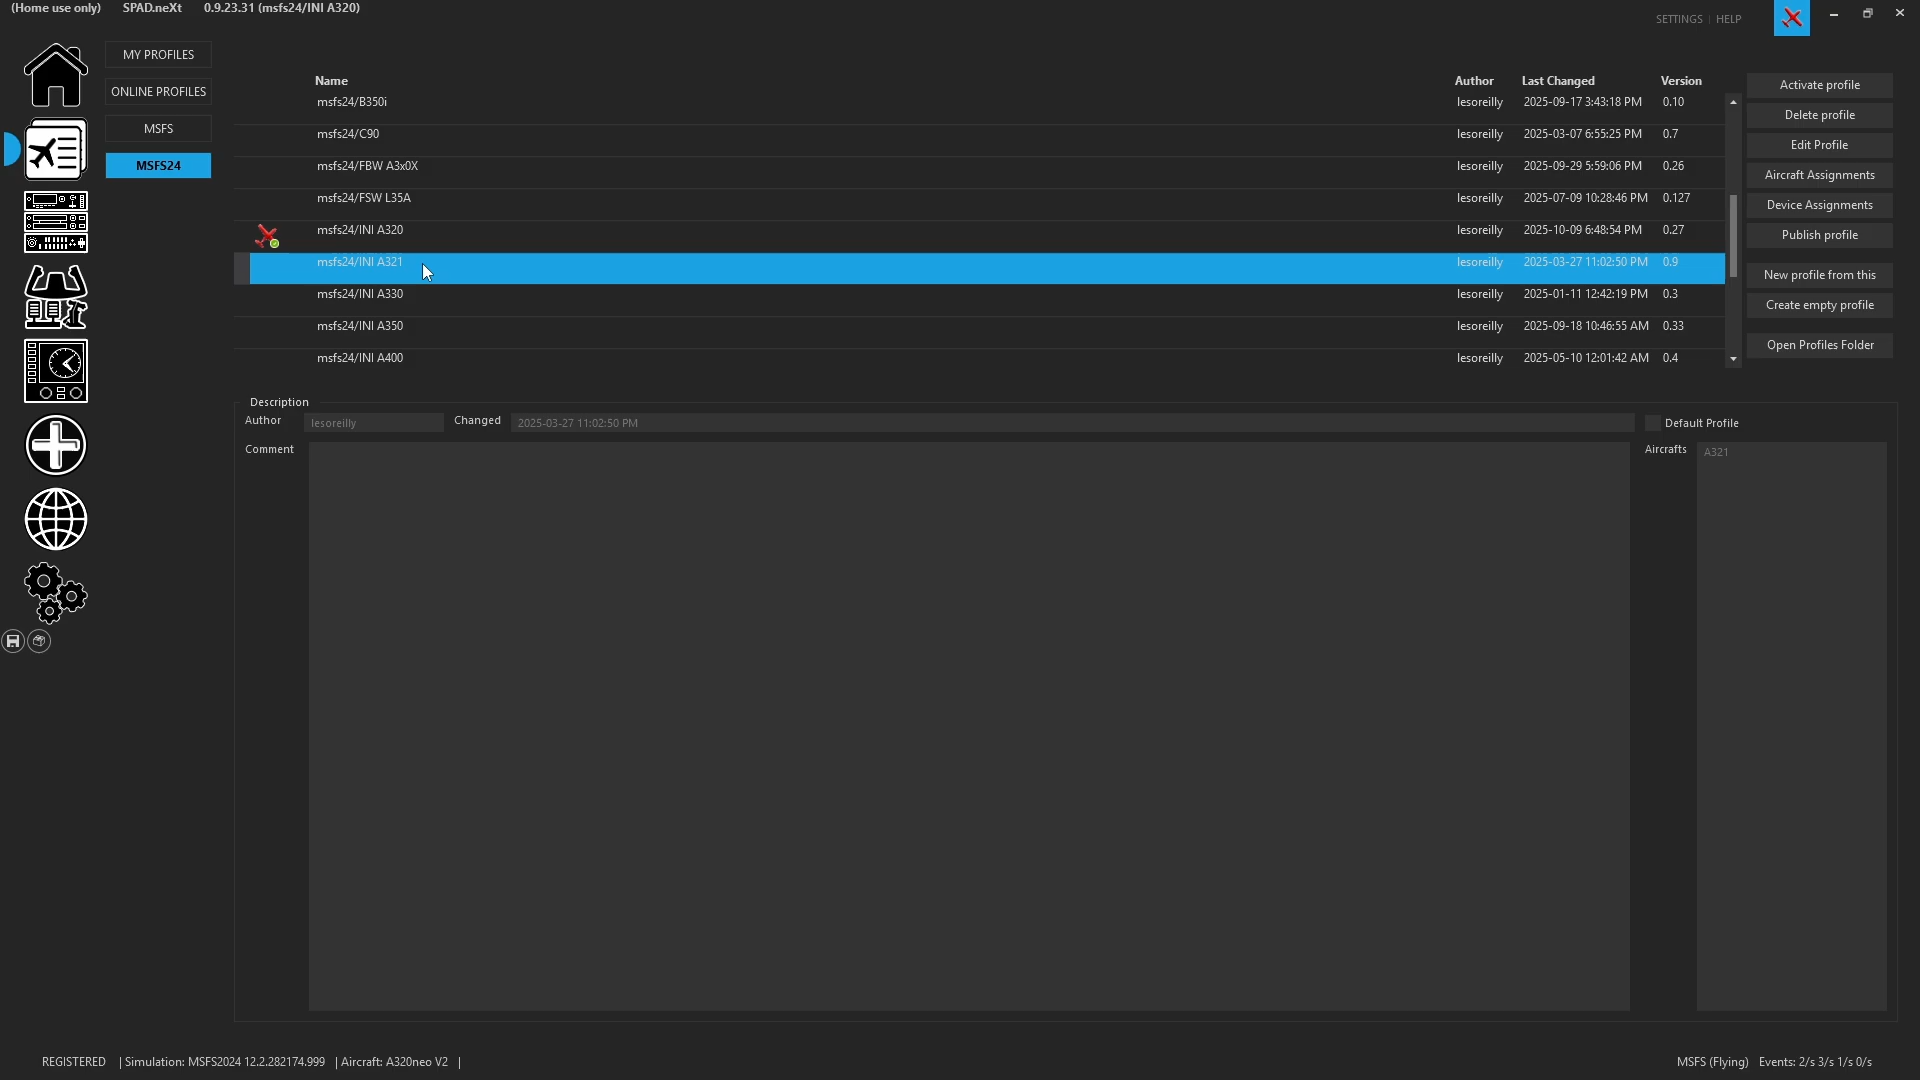 (Home use only) SPAD.neXt 0.9.23.31 (msfs24/INI A320)
SETTINGS | HELP
MY PROFILES
ONLINE PROFILES
MSFS
MSFS24
Name Author Last Changed Version
msfs24/B350i lesoreilly 2025-09-17 3:43:18 PM 0.10
msfs24/C90 lesoreilly 2025-03-07 6:55:25 PM 0.7
msfs24/FBW A3x0X lesoreilly 2025-09-29 5:59:06 PM 0.26
msfs24/FSW L35A lesoreilly 2025-07-09 10:28:46 PM 0.127
msfs24/INI A320 lesoreilly 2025-10-09 6:48:54 PM 0.27
msfs24/INI A321 lesoreilly 2025-03-27 11:02:50 PM 0.9
msfs24/INI A330 lesoreilly 2025-01-11 12:42:19 PM 0.3
msfs24/INI A350 lesoreilly 2025-09-18 10:46:55 AM 0.33
msfs24/INI A400 lesoreilly 2025-05-10 12:01:42 AM 0.4
Activate profile
Delete profile
Edit Profile
Aircraft Assignments
Device Assignments
Publish profile
New profile from this
Create empty profile
Open Profiles Folder
Description
Author lesoreilly Changed 2025-03-27 11:02:50 PM Default Profile
Comment Aircrafts A321
REGISTERED | Simulation: MSFS2024 12.2.282174.999 | Aircraft: A320neo V2 | MSFS (Flying) Events: 2/s 3/s 1/s 0/s